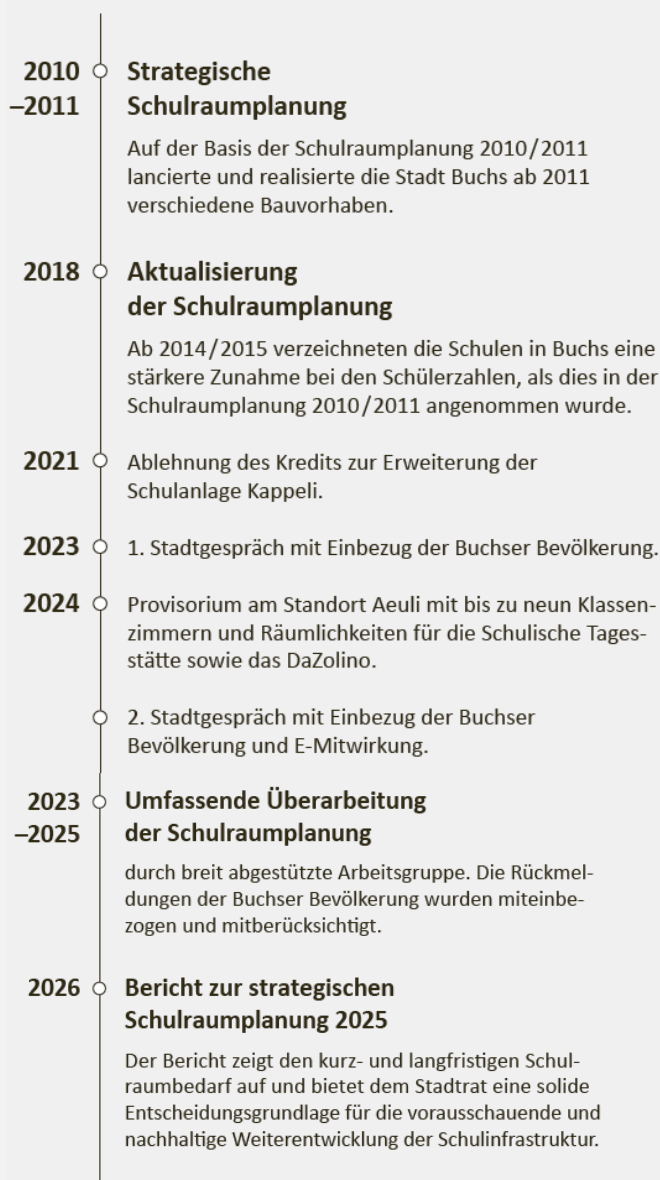 2010
–2011
Strategische
Schulraumplanung
Auf der Basis der Schulraumplanung 2010/2011
lancierte und realisierte die Stadt Buchs ab 2011
verschiedene Bauvorhaben.
2018
Aktualisierung
der Schulraumplanung
Ab 2014/2015 verzeichneten die Schulen in Buchs eine
stärkere Zunahme bei den Schülerzahlen, als dies in der
Schulraumplanung 2010/2011 angenommen wurde.
2021
Ablehnung des Kredits zur Erweiterung der
Schulanlage Kappeli.
2023
1. Stadtgespräch mit Einbezug der Buchser Bevölkerung.
2024
Provisorium am Standort Aeuli mit bis zu neun Klassen-
zimmern und Räumlichkeiten für die Schulische Tages-
stätte sowie das DaZolino.
2. Stadtgespräch mit Einbezug der Buchser
Bevölkerung und E-Mitwirkung.
2023
–2025
Umfassende Überarbeitung
der Schulraumplanung
durch breit abgestützte Arbeitsgruppe. Die Rückmel-
dungen der Buchser Bevölkerung wurden miteinbe-
zogen und mitberücksichtigt.
2026
Bericht zur strategischen
Schulraumplanung 2025
Der Bericht zeigt den kurz- und langfristigen Schul-
raumbedarf auf und bietet dem Stadtrat eine solide
Entscheidungsgrundlage für die vorausschauende und
nachhaltige Weiterentwicklung der Schulinfrastruktur.